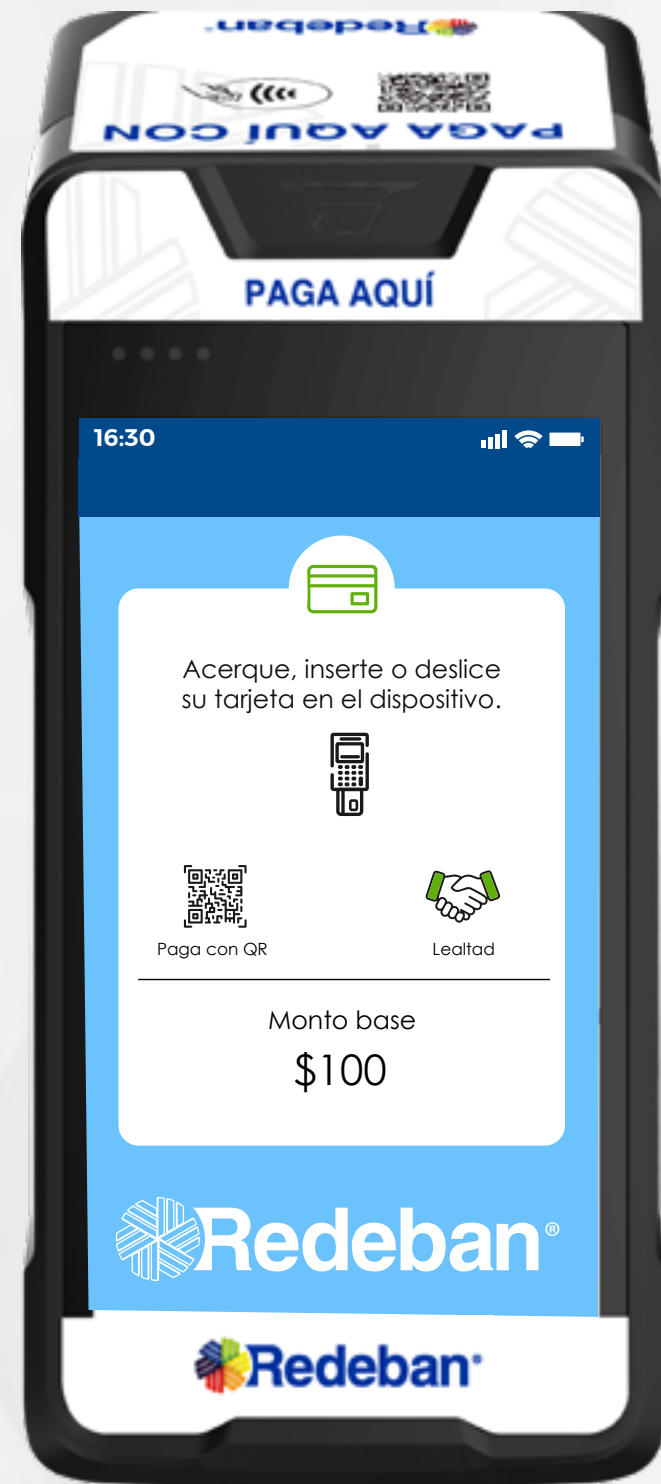 Redeban
PAGA AQUÍ CON
PAGA AQUÍ
16:30
Acerque, inserte o deslice
su tarjeta en el dispositivo.
Paga con QR
Lealtad
Monto base
$100
Redeban®
Redeban